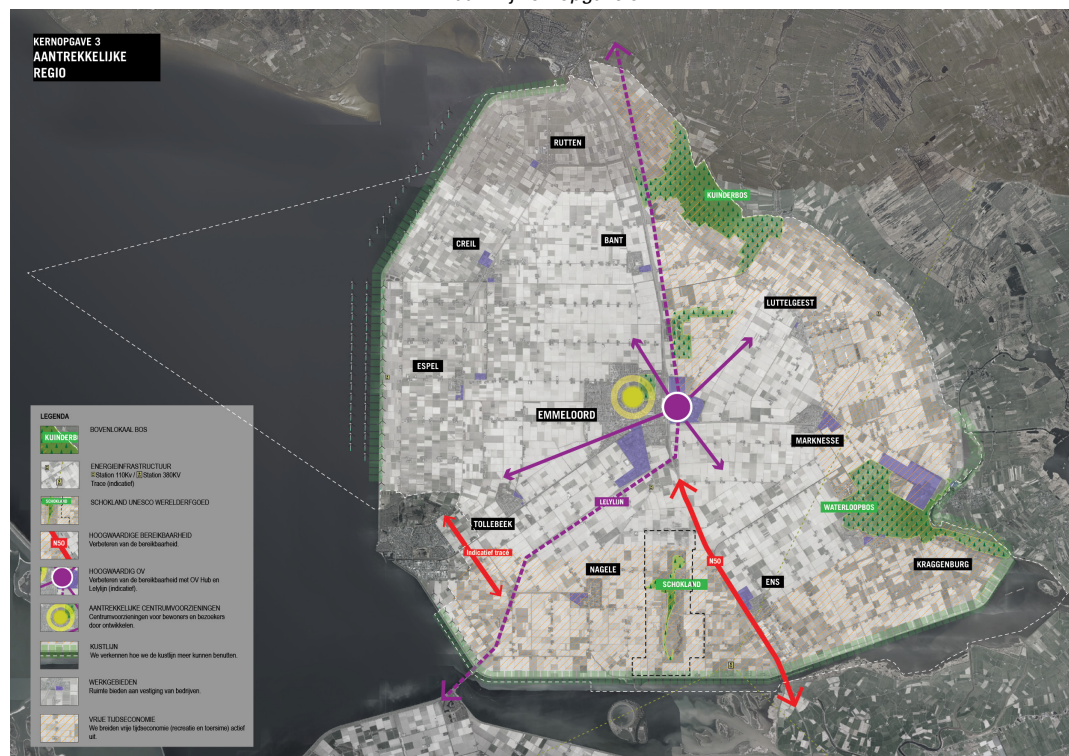 KERNOPGAVE 3
AANTREKKELIJKE
REGIO
RUTTEN
KUINDERBOS
CREIL
BANT
LUTTELGEEST
ESPEL
EMMELOORD
MARKNESSE
LELYLIJN
WATERLOOPBOS
TOLLEBEEK
Indicatief tracé
NAGELE
SCHOKLAND
N50
ENS
KRAGGENBURG
LEGENDA
KUINDERB
BOVENLOKAAL BOS
ENERGIEINFRASTRUCTUUR
Station 110Kv / Station 380KV
Trace (indicatief)
SCHOKLAND
SCHOKLAND UNESCO WERELDERFGOED
N50
HOOGWAARDIGE BEREIKBAARHEID
Verbeteren van de bereikbaarheid.
HOOGWAARDIG OV
Verbeteren van de bereikbaarheid met OV Hub en
Lelylijn (indicatief).
AANTREKKELIJKE CENTRUMVOORZIENINGEN
Centrumvoorzieningen voor bewoners en bezoekers
door ontwikkelen.
KUSTLIJN
We verkennen hoe we de kustlijn meer kunnen benutten.
WERKGEBIEDEN
Ruimte bieden aan vestiging van bedrijven.
VRIJE TIJDSECONOMIE
We breiden vrije tijdseconomie (recreatie en toerisme) actief
uit.